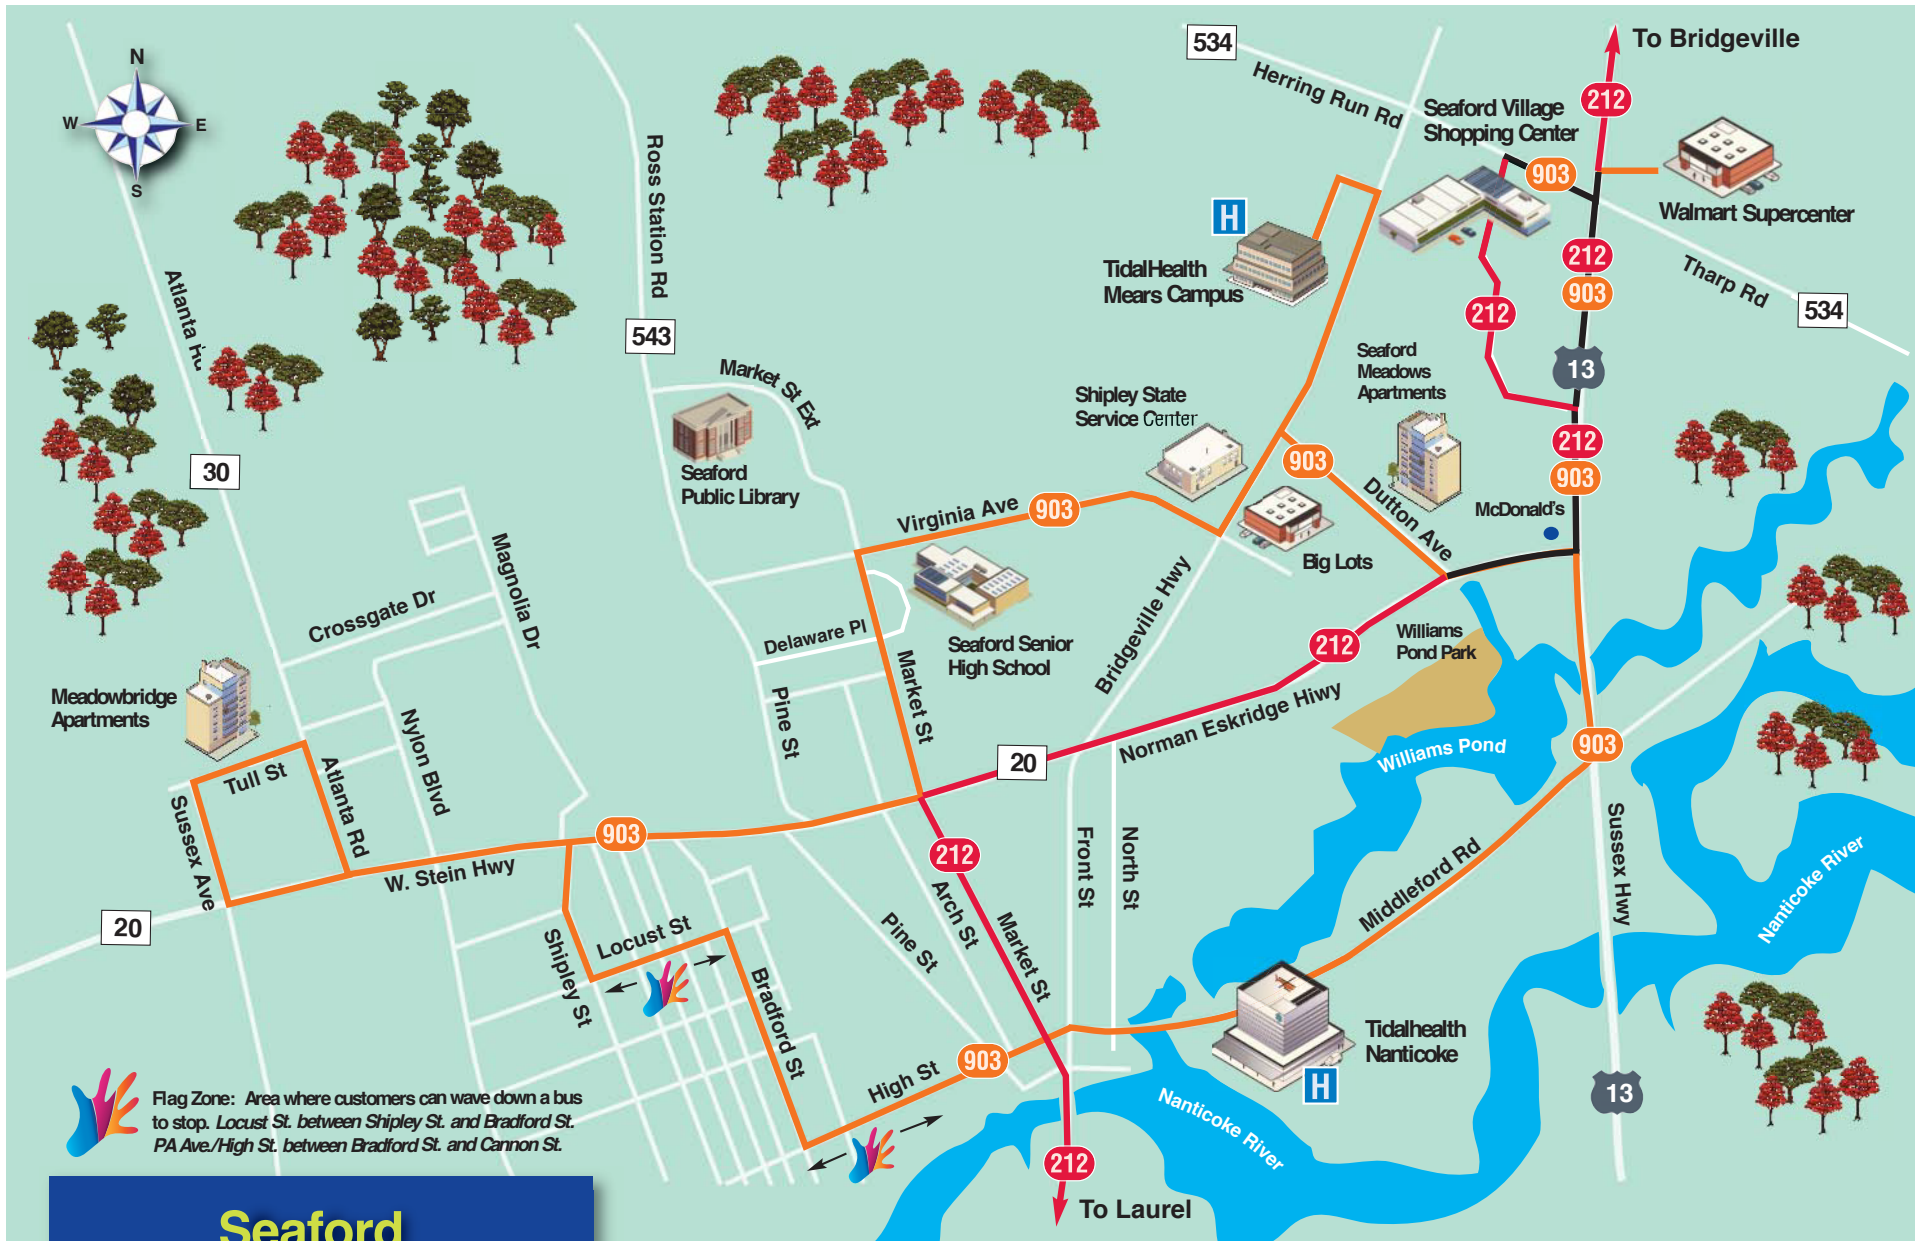 N
W
E
S
534
Herring Run Rd
To Bridgeville
212
Seaford Village
Shopping Center
903
Walmart Supercenter
Tharp Rd
534
H
TidalHealth
Mears Campus
212
903
212
13
Ross Station Rd
543
Atlanta Rd
30
Market St Ext
Seaford
Public Library
Shipley State
Service Center
Seaford
Meadows
Apartments
212
903
903
Dutton Ave
McDonald's
Big Lots
Virginia Ave
903
Bridgeville Hwy
Magnolia Dr
Crossgate Dr
Delaware Pl
Seaford Senior
High School
Market St
Pine St
212
Williams
Pond Park
Norman Eskridge Hiwy
20
Williams Pond
903
Meadowbridge
Apartments
Tull St
Atlanta Rd
Nylon Blvd
Sussex Ave
903
W. Stein Hwy
20
212
Arch St
Market St
Pine St
Front St
North St
Middleford Rd
Sussex Hwy
Nanticoke River
Shipley St
Locust St
Bradford St
High St
903
Tidalhealth
Nanticoke
H
13
Nanticoke River
212
To Laurel
Flag Zone: Area where customers can wave down a bus
to stop. Locust St. between Shipley St. and Bradford St.
PA Ave./High St. between Bradford St. and Cannon St.
Seaford